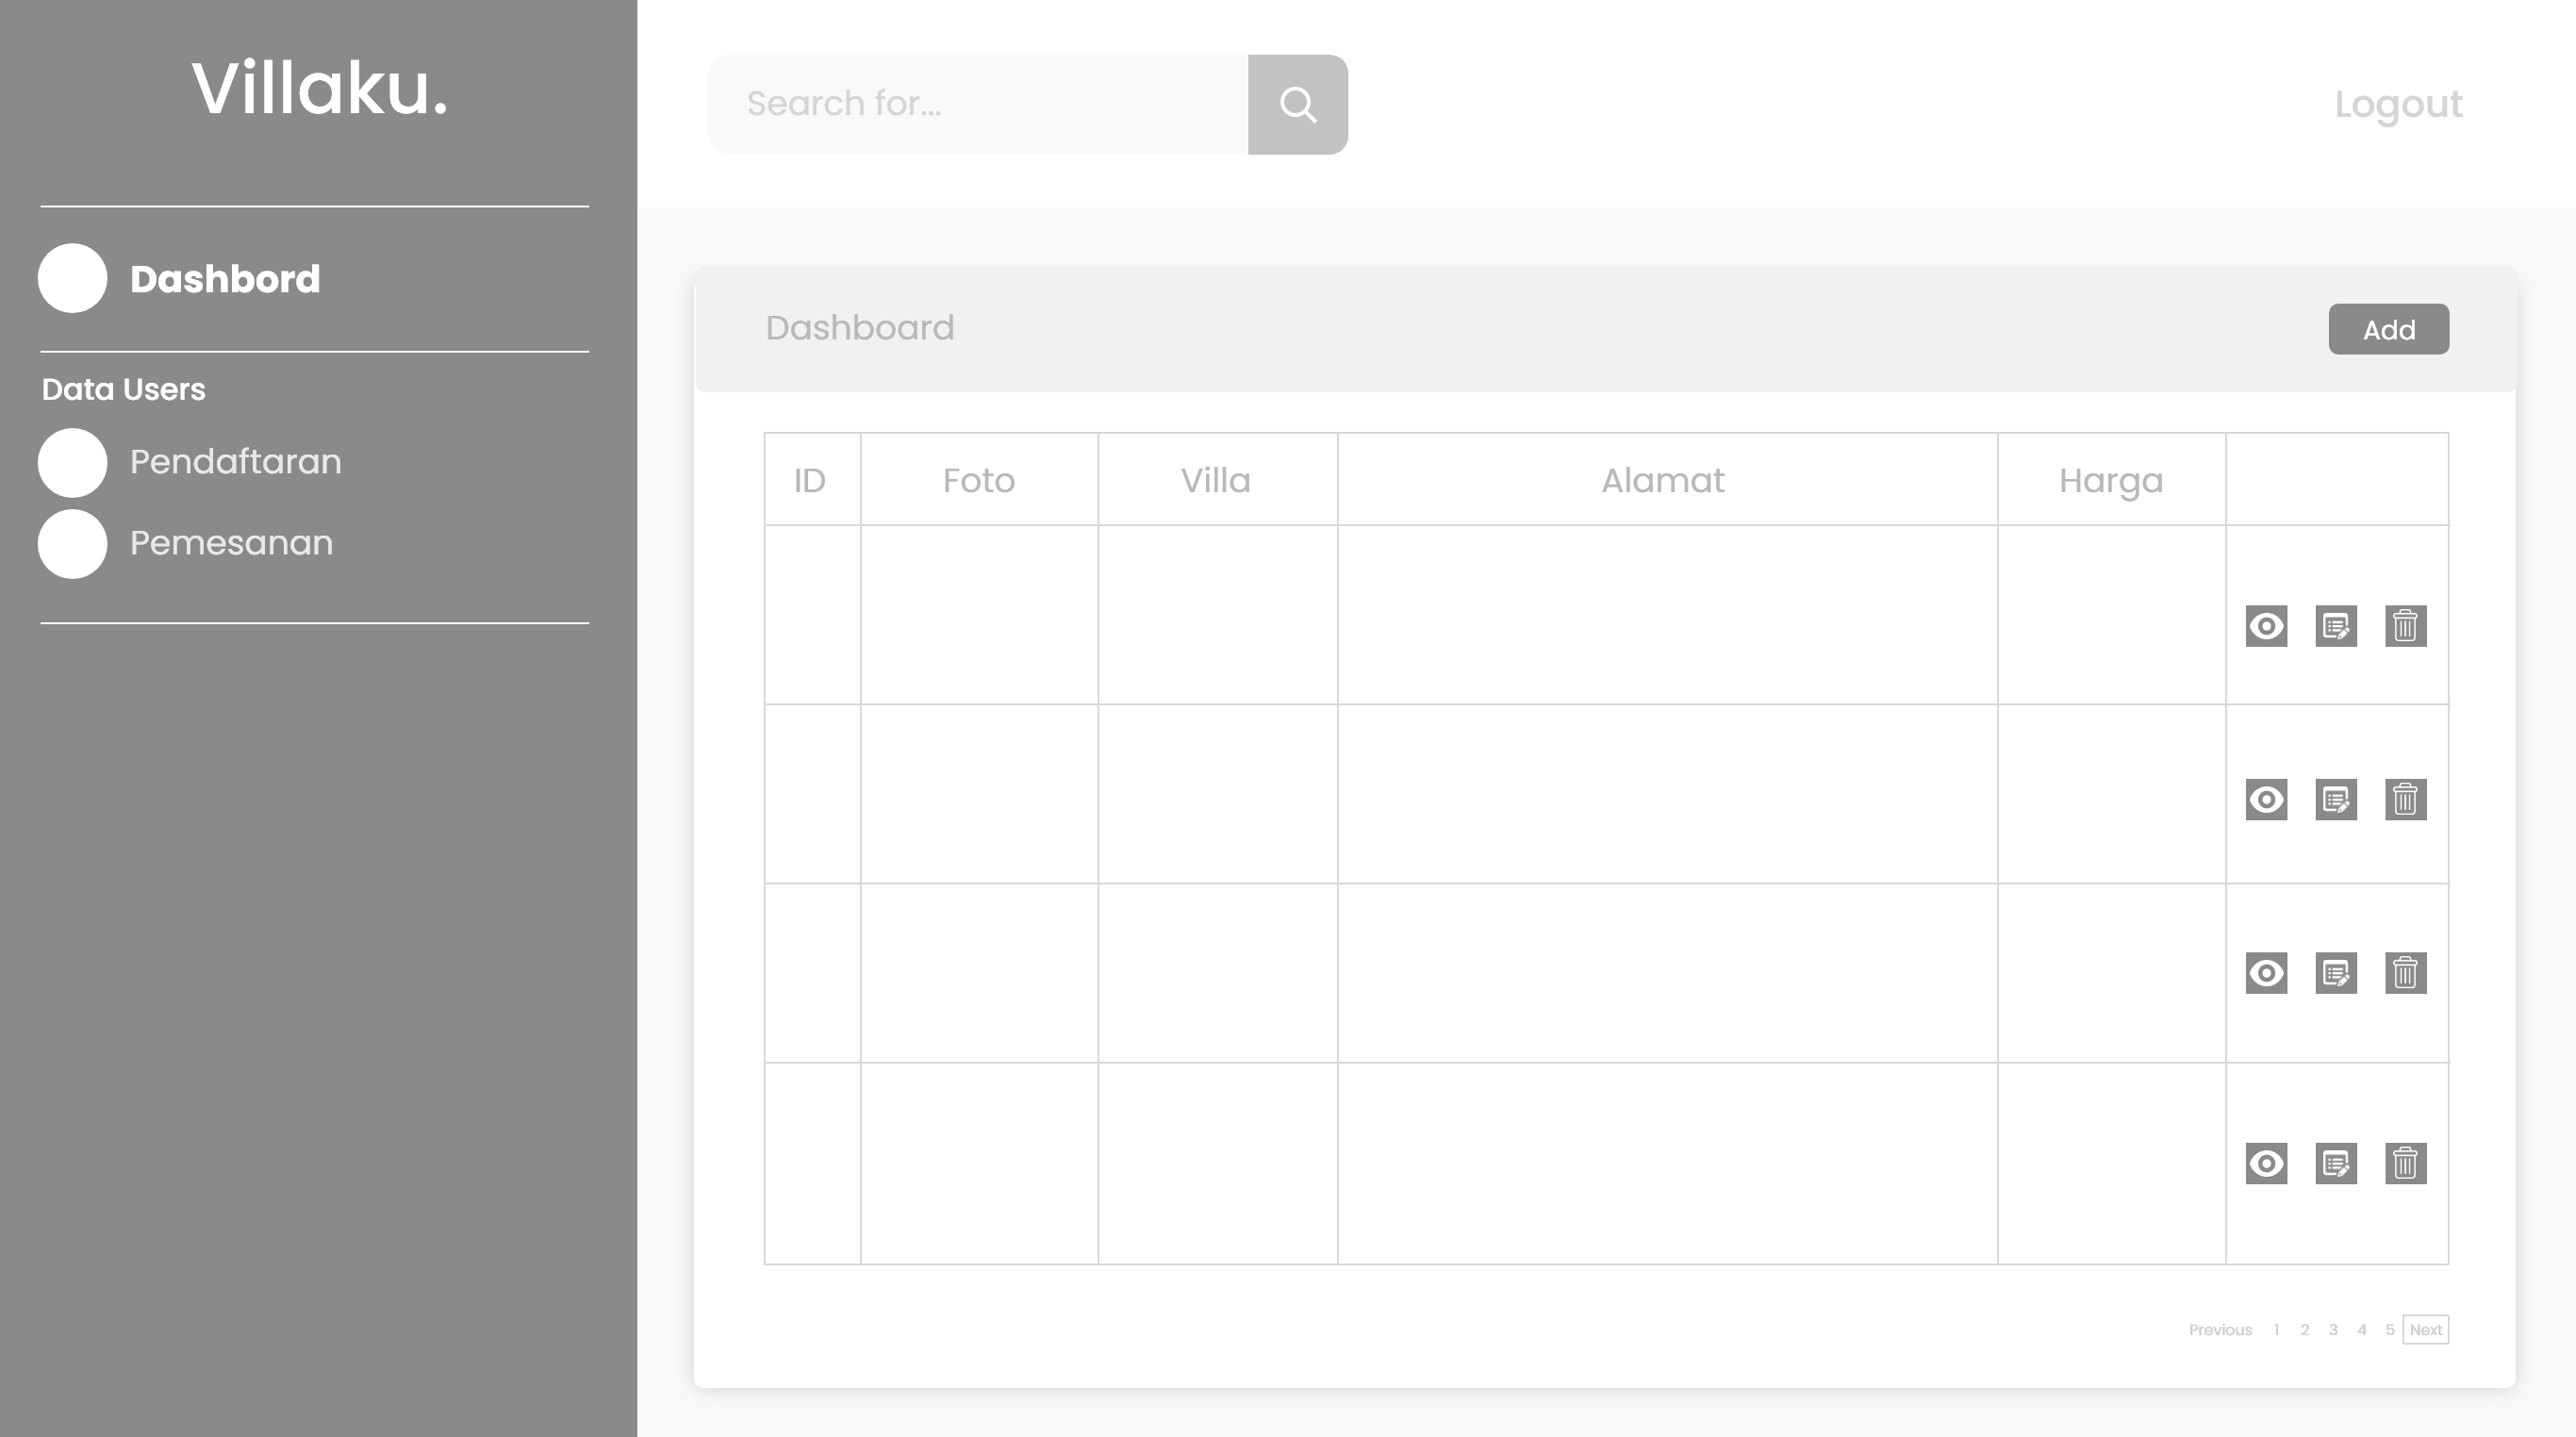 Villaku.
Search for...
Logout
Dashbord
Data Users
Pendaftaran
Pemesanan
Dashboard
Add
ID Foto Villa Alamat Harga
Previous 1 2 3 4 5 Next